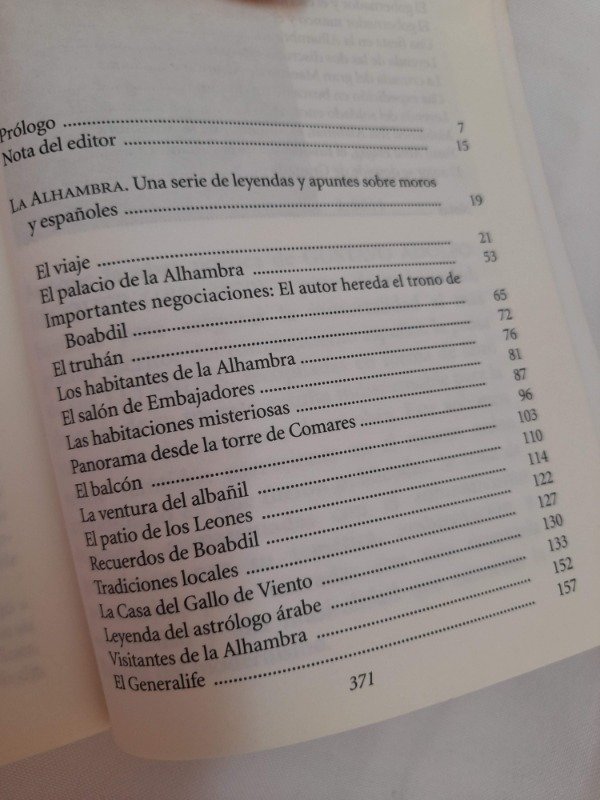 Prólogo ........ 7
Nota del editor ........ 15
LA ALHAMBRA. Una serie de leyendas y apuntes sobre moros
y españoles ........ 19
El viaje ........ 21
El palacio de la Alhambra ........ 53
Importantes negociaciones: El autor hereda el trono de
Boabdil ........ 65
El truhán ........ 72
Los habitantes de la Alhambra ........ 76
El salón de Embajadores ........ 81
Las habitaciones misteriosas ........ 87
Panorama desde la torre de Comares ........ 96
El balcón ........ 103
La ventura del albañil ........ 110
El patio de los Leones ........ 114
Recuerdos de Boabdil ........ 122
Tradiciones locales ........ 127
La Casa del Gallo de Viento ........ 130
Leyenda del astrólogo árabe ........ 133
Visitantes de la Alhambra ........ 152
El Generalife ........ 157
371